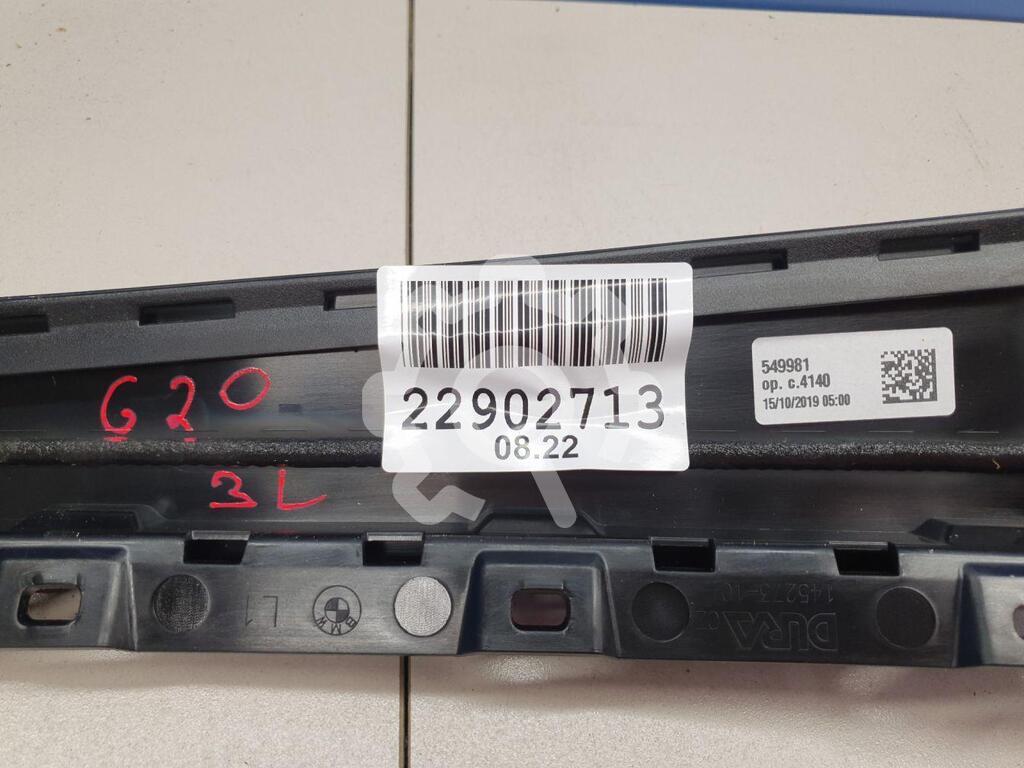 22902713
08.22
549981
op. c.4140
15/10/2019 05:00
G20
3L
L1
BMW
DURA